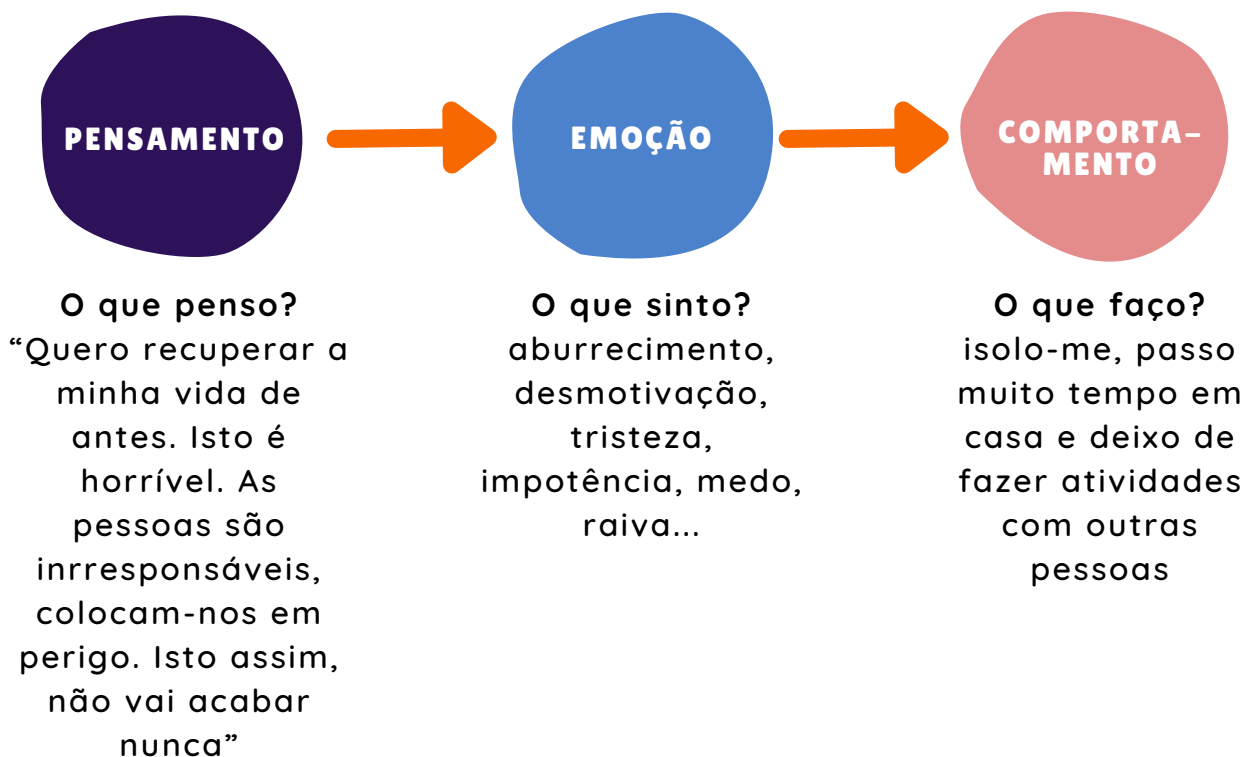 PENSAMENTO
EMOÇÃO
COMPORTA-
MENTO
O que penso?
“Quero recuperar a
minha vida de
antes. Isto é
horrível. As
pessoas são
inrresponsáveis,
colocam-nos em
perigo. Isto assim,
não vai acabar
nunca”
O que sinto?
aburrecimento,
desmotivação,
tristeza,
impotência, medo,
raiva...
O que faço?
isolo-me, passo
muito tempo em
casa e deixo de
fazer atividades
com outras
pessoas